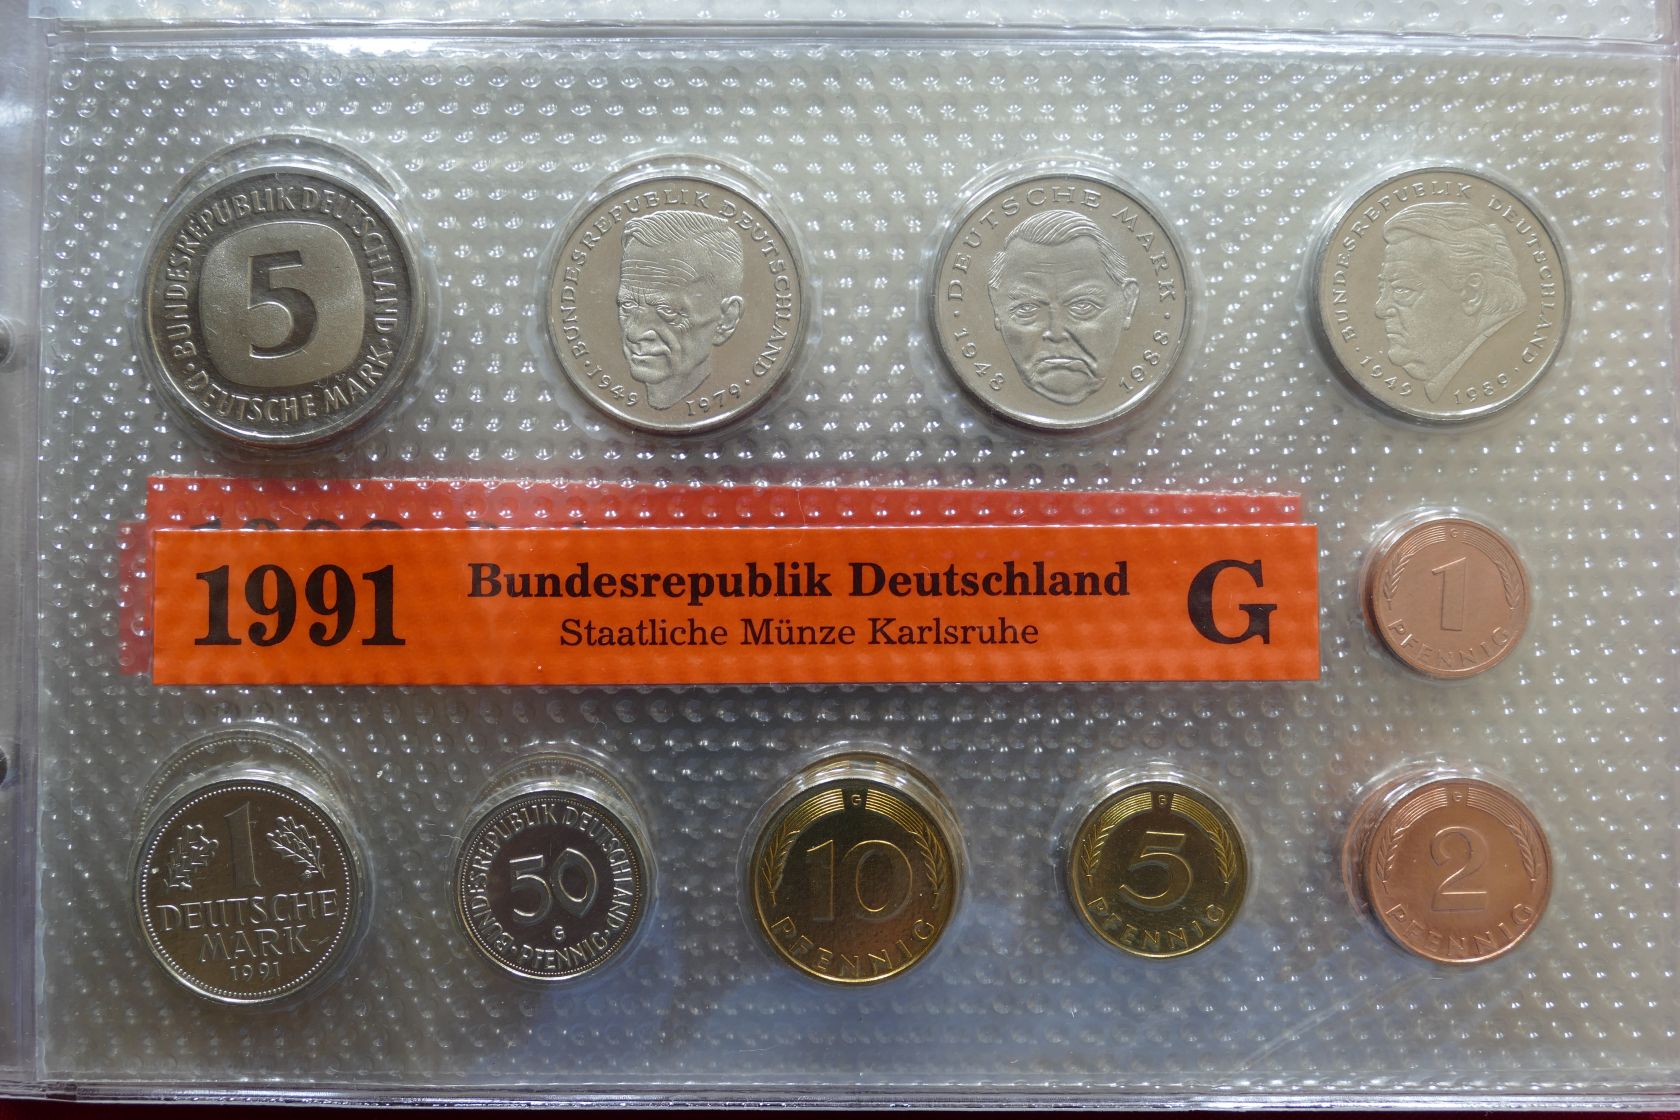 BUNDESREPUBLIK DEUTSCHLAND
5
DEUTSCHE MARK
BUNDESREPUBLIK DEUTSCHLAND
1949 1979
DEUTSCHE MARK
1948 1988
BUNDESREPUBLIK DEUTSCHLAND
1949 1989
1991 Bundesrepublik Deutschland G
Staatliche Münze Karlsruhe
G
1
PFENNIG
1
DEUTSCHE
MARK
1991
BUNDESREPUBLIK DEUTSCHLAND
50
G
PFENNIG
G
10
PFENNIG
G
5
PFENNIG
G
2
PFENNIG